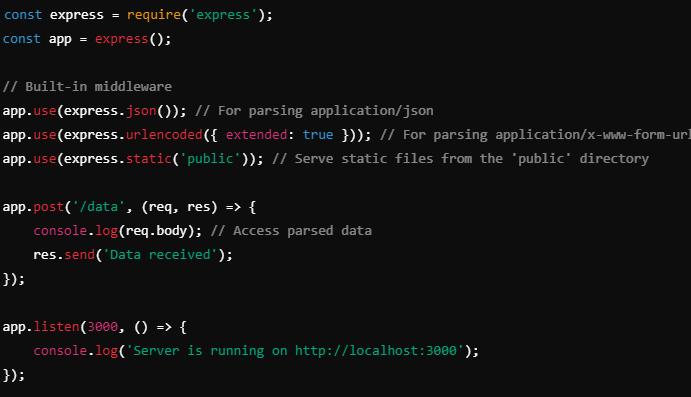 const express = require('express');
const app = express();
// Built-in middleware
app.use(express.json()); // For parsing application/json
app.use(express.urlencoded({ extended: true })); // For parsing application/x-www-form-url
app.use(express.static('public')); // Serve static files from the 'public' directory
app.post('/data', (req, res) => {
    console.log(req.body); // Access parsed data
    res.send('Data received');
});
app.listen(3000, () => {
    console.log('Server is running on http://localhost:3000');
});